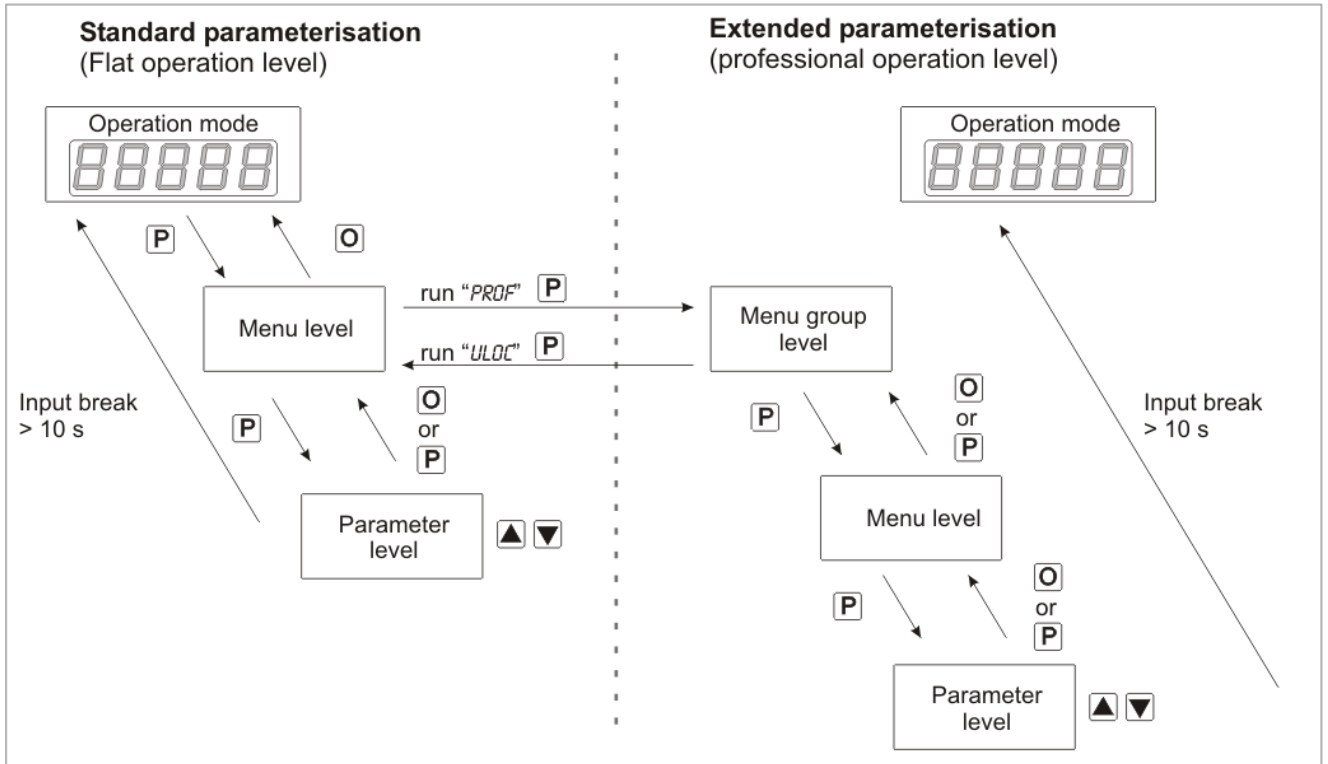 Standard parameterisation
(Flat operation level)
Operation mode
88888
P
O
Menu level
run “PROF” P
run “ULOC” P
Input break
> 10 s
P
O
or
P
Parameter
level
▲ ▼
Extended parameterisation
(professional operation level)
Operation mode
88888
Menu group
level
Input break
> 10 s
P
O
or
P
Menu level
P
O
or
P
Parameter
level
▲ ▼